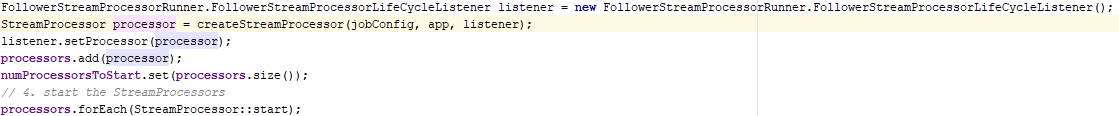 FollowerStreamProcessorRunner.FollowerStreamProcessorLifeCycleListener listener = new FollowerStreamProcessorRunner.FollowerStreamProcessorLifeCycleListener();
StreamProcessor processor = createStreamProcessor(jobConfig, app, listener);
listener.setProcessor(processor);
processors.add(processor);
numProcessorsToStart.set(processors.size());
// 4. start the StreamProcessors
processors.forEach(StreamProcessor::start);